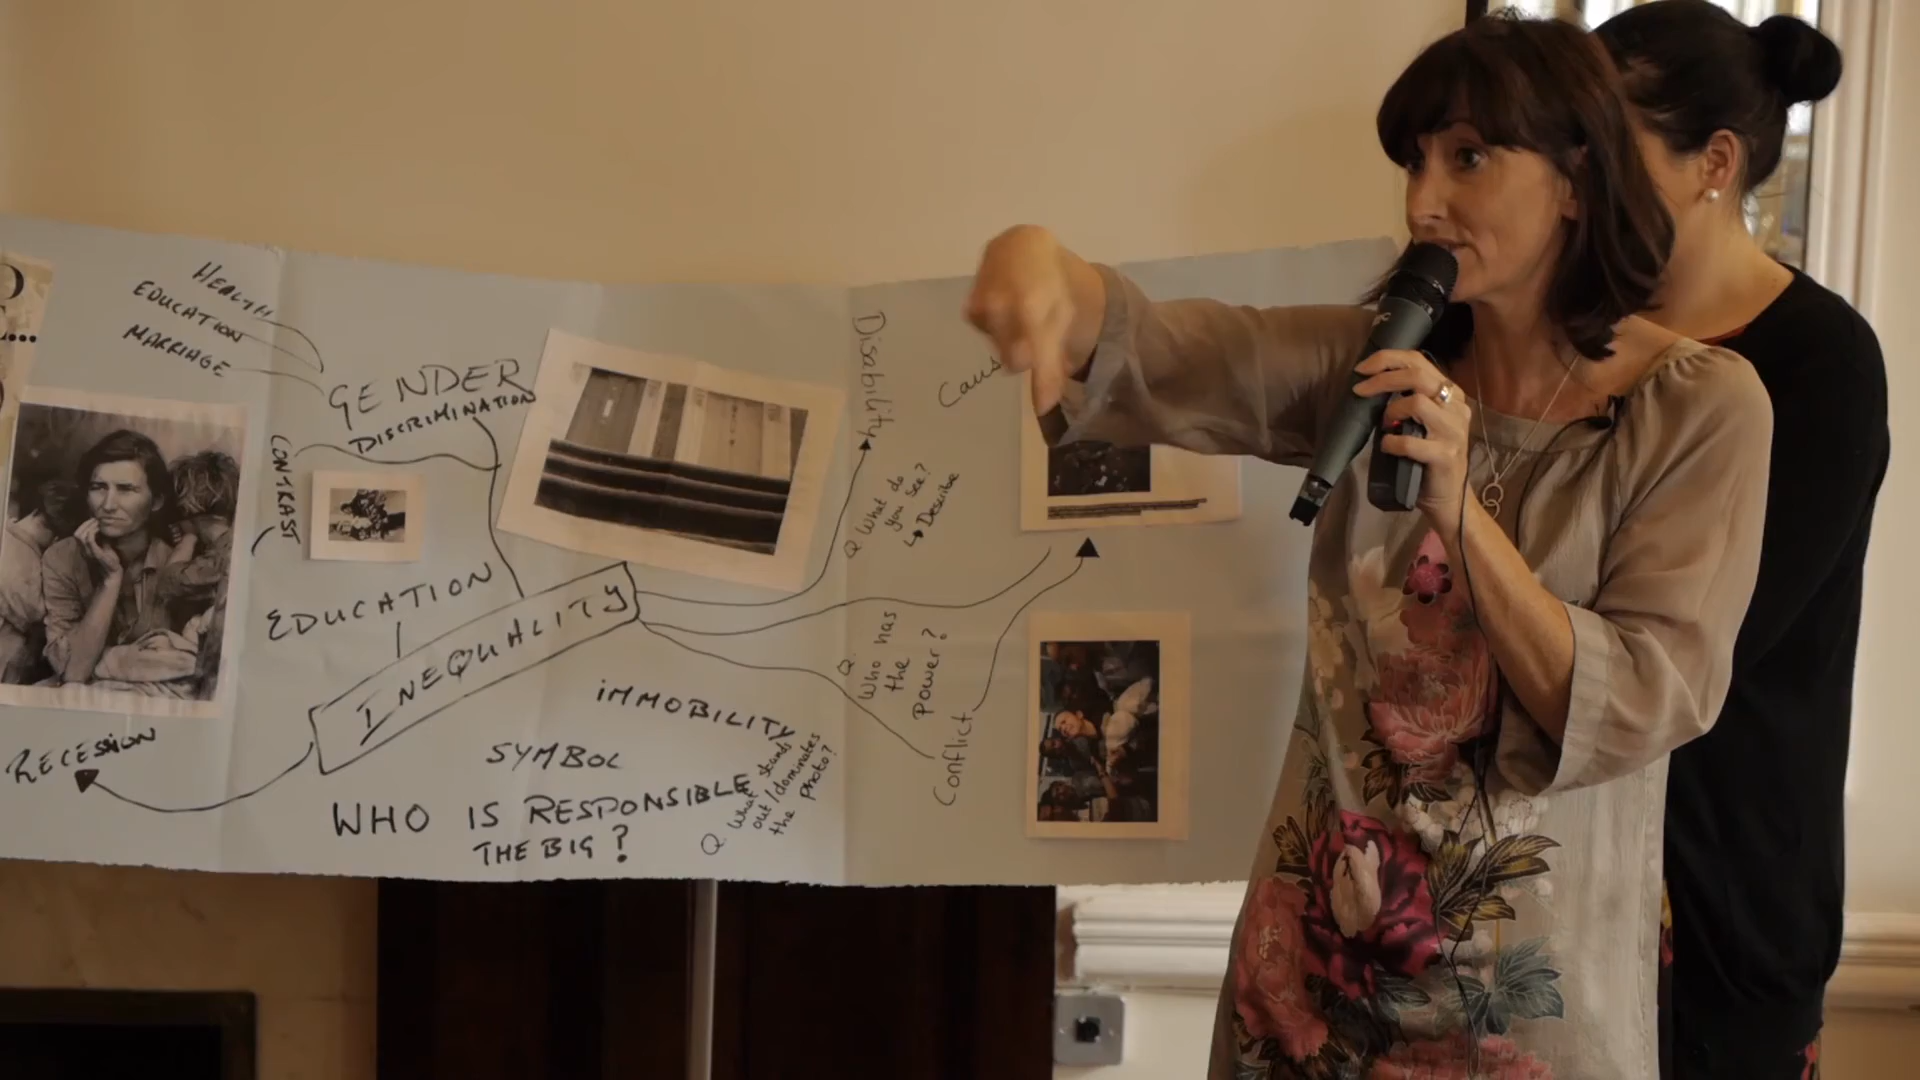 HEALTH
EDUCATION
MARRIAGE
GENDER
DISCRIMINATION
CONTRAST
EDUCATION
INEQUALITY
RECESSION
IMMOBILITY
SYMBOL
WHO IS RESPONSIBLE
THE BIG ?
Q. What stands
out/dominates
the photo?
Disability
Q What do
you see?
↳ Describe
Q.
Who has
the
Power?
Conflict
Caus